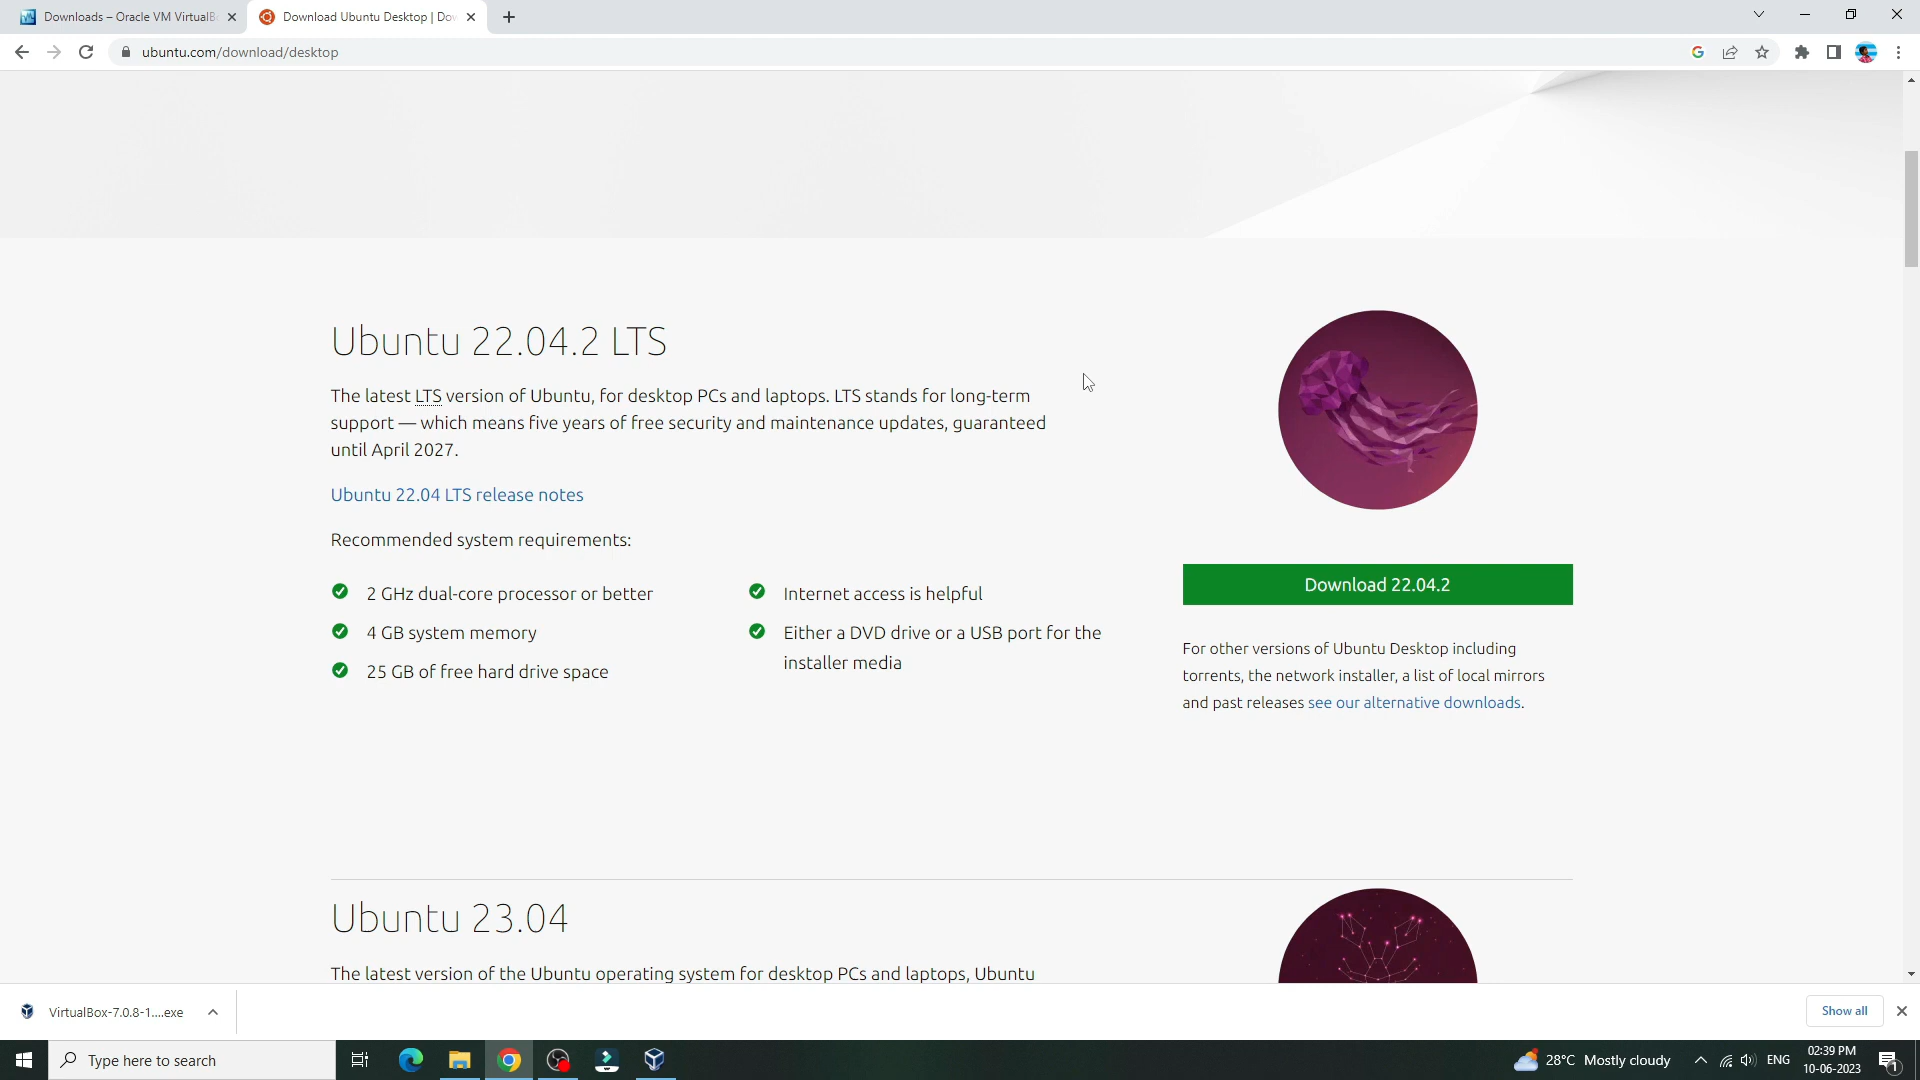 Downloads – Oracle VM VirtualB
Download Ubuntu Desktop | Do
ubuntu.com/download/desktop
Ubuntu 22.04.2 LTS
The latest LTS version of Ubuntu, for desktop PCs and laptops. LTS stands for long-term
support — which means five years of free security and maintenance updates, guaranteed
until April 2027.
Ubuntu 22.04 LTS release notes
Recommended system requirements:
2 GHz dual-core processor or better
4 GB system memory
25 GB of free hard drive space
Internet access is helpful
Either a DVD drive or a USB port for the
installer media
Download 22.04.2
For other versions of Ubuntu Desktop including
torrents, the network installer, a list of local mirrors
and past releases see our alternative downloads.
Ubuntu 23.04
The latest version of the Ubuntu operating system for desktop PCs and laptops, Ubuntu
VirtualBox-7.0.8-1....exe
Show all
Type here to search
28°C Mostly cloudy
ENG
02:39 PM
10-06-2023
1